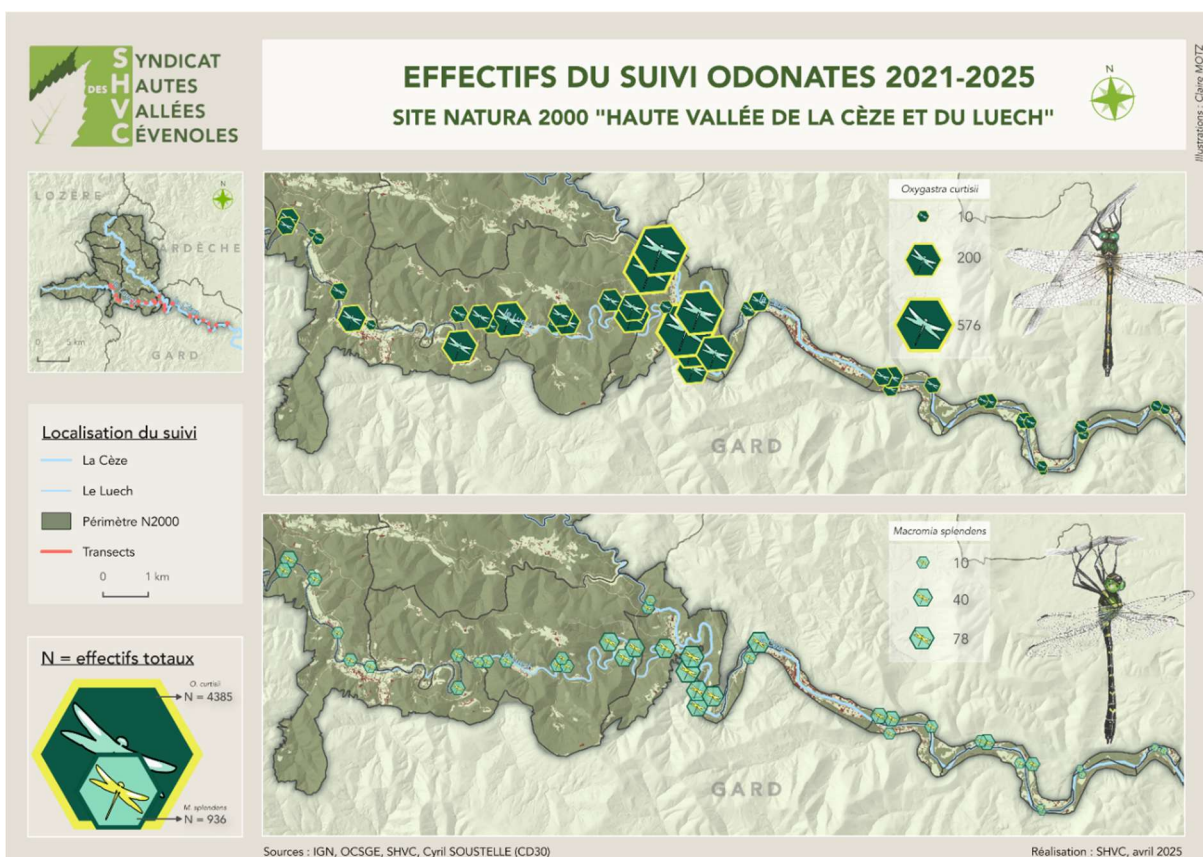 SYNDICAT
DES HAUTES
VALLÉES
CÉVENOLES
EFFECTIFS DU SUIVI ODONATES 2021-2025
SITE NATURA 2000 "HAUTE VALLÉE DE LA CÈZE ET DU LUECH"
N
Illustrations : Claire MOTZ
LOZÈRE
N
ARDÈCHE
GARD
0 5 km
Localisation du suivi
La Cèze
Le Luech
Périmètre N2000
Transects
0 1 km
N = effectifs totaux
O. curtisii
N = 4385
M. splendens
N = 936
Oxygastra curtisii
10
200
576
GARD
Macromia splendens
10
40
78
GARD
Sources : IGN, OCSGE, SHVC, Cyril SOUSTELLE (CD30)
Réalisation : SHVC, avril 2025